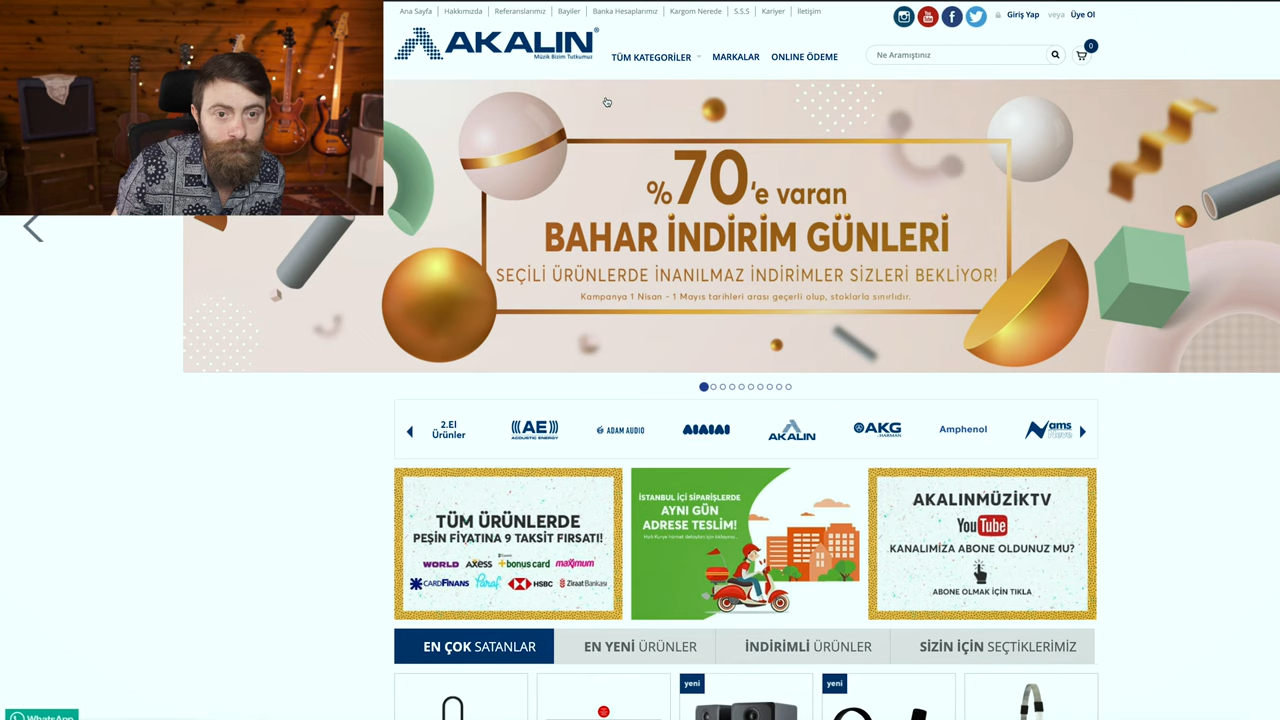 Ana Sayfa Hakkımızda Referanslarımız Bayiler Banka Hesaplarımız Kargom Nerede S.S.S Kariyer İletişim
Giriş Yap veya Üye Ol
AKALIN®
Müzik Bizim Tutkumuz
TÜM KATEGORİLER MARKALAR ONLINE ÖDEME
Ne Aramıştınız
0
%70'e varan
BAHAR İNDİRİM GÜNLERİ
SEÇİLİ ÜRÜNLERDE İNANILMAZ İNDİRİMLER SİZLERİ BEKLİYOR!
Kampanya 1 Nisan - 1 Mayıs tarihleri arası geçerli olup, stoklarla sınırlıdır.
2.El
Ürünler
(((AE)))
ACOUSTIC ENERGY
ADAM AUDIO
AIAIAI
AKALIN
AKG
BY HARMAN
Amphenol
ams
Neve
TÜM ÜRÜNLERDE
PEŞİN FİYATINA 9 TAKSİT FIRSATI!
WORLD axess bonus card maximum
CARDFINANS Paraf HSBC Ziraat Bankası
İSTANBUL İÇİ SİPARİŞLERDE
AYNI GÜN
ADRESE TESLİM!
AKALINMÜZİKTV
YouTube
KANALIMIZA ABONE OLDUNUZ MU?
ABONE OLMAK İÇİN TIKLA
EN ÇOK SATANLAR EN YENİ ÜRÜNLER İNDİRİMLİ ÜRÜNLER SİZİN İÇİN SEÇTİKLERİMİZ
yeni
yeni
WhatsApp